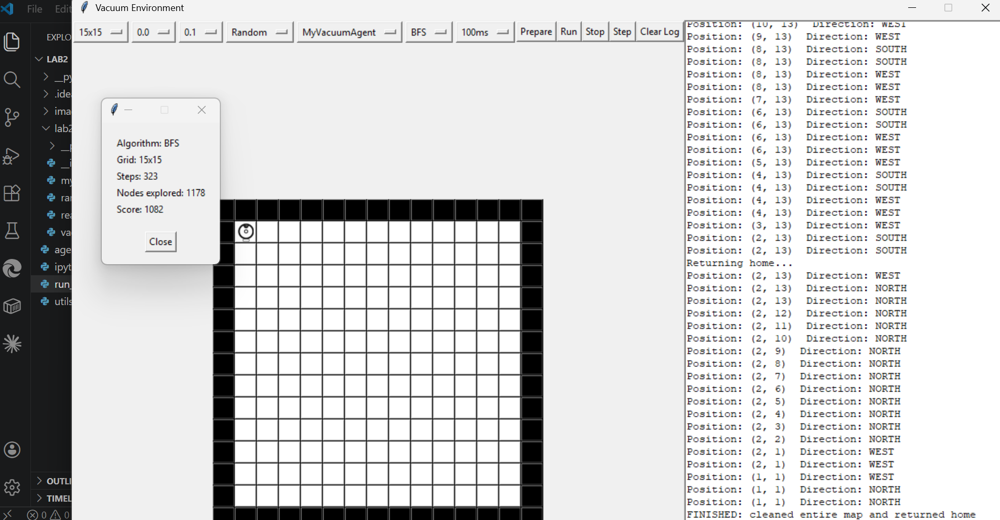 File Edit
Vacuum Environment
EXPLO
LAB2
__py
.idea
ima
lab2
__p
__i
my
rar
rea
va
age
ipyt
run_
utils
OUTLI
TIMEL
0 0
15x15 0.0 0.1 Random MyVacuumAgent BFS 100ms Prepare Run Stop Step Clear Log
Algorithm: BFS
Grid: 15x15
Steps: 323
Nodes explored: 1178
Score: 1082
Close
Position: (10, 13) Direction: WEST
Position: (9, 13) Direction: WEST
Position: (8, 13) Direction: SOUTH
Position: (8, 13) Direction: SOUTH
Position: (8, 13) Direction: WEST
Position: (8, 13) Direction: WEST
Position: (7, 13) Direction: WEST
Position: (6, 13) Direction: SOUTH
Position: (6, 13) Direction: SOUTH
Position: (6, 13) Direction: WEST
Position: (6, 13) Direction: WEST
Position: (5, 13) Direction: WEST
Position: (4, 13) Direction: SOUTH
Position: (4, 13) Direction: SOUTH
Position: (4, 13) Direction: WEST
Position: (4, 13) Direction: WEST
Position: (3, 13) Direction: WEST
Position: (2, 13) Direction: SOUTH
Position: (2, 13) Direction: SOUTH
Returning home...
Position: (2, 13) Direction: WEST
Position: (2, 13) Direction: NORTH
Position: (2, 13) Direction: NORTH
Position: (2, 12) Direction: NORTH
Position: (2, 11) Direction: NORTH
Position: (2, 10) Direction: NORTH
Position: (2, 9) Direction: NORTH
Position: (2, 8) Direction: NORTH
Position: (2, 7) Direction: NORTH
Position: (2, 6) Direction: NORTH
Position: (2, 5) Direction: NORTH
Position: (2, 4) Direction: NORTH
Position: (2, 3) Direction: NORTH
Position: (2, 2) Direction: NORTH
Position: (2, 1) Direction: WEST
Position: (2, 1) Direction: WEST
Position: (1, 1) Direction: WEST
Position: (1, 1) Direction: NORTH
Position: (1, 1) Direction: NORTH
FINISHED: cleaned entire map and returned home